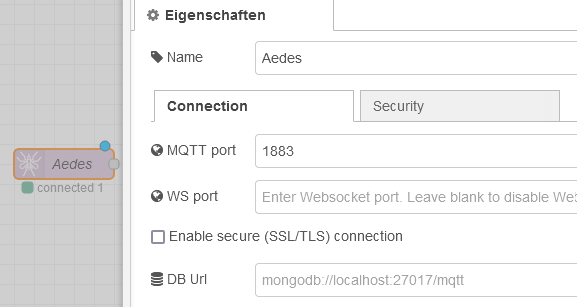 Eigenschaften
Name Aedes
Connection Security
MQTT port 1883
Aedes
connected 1
WS port Enter Websocket port. Leave blank to disable We
Enable secure (SSL/TLS) connection
DB Url mongodb://localhost:27017/mqtt